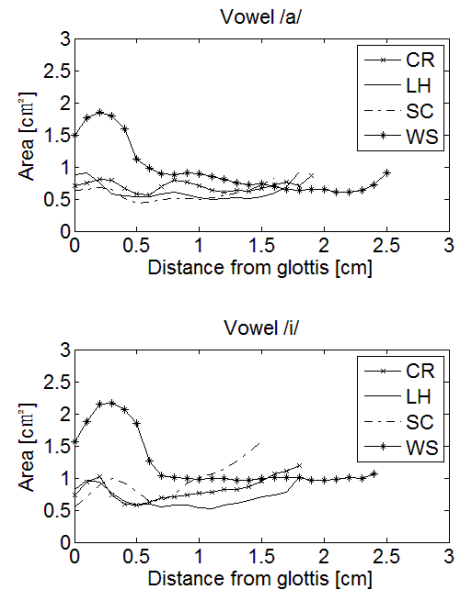 Vowel /a/
3
2.5
2
1.5
1
0.5
0
Area [cm²]
CR
LH
SC
WS
0 0.5 1 1.5 2 2.5 3
Distance from glottis [cm]
Vowel /i/
3
2.5
2
1.5
1
0.5
0
Area [cm²]
CR
LH
SC
WS
0 0.5 1 1.5 2 2.5 3
Distance from glottis [cm]